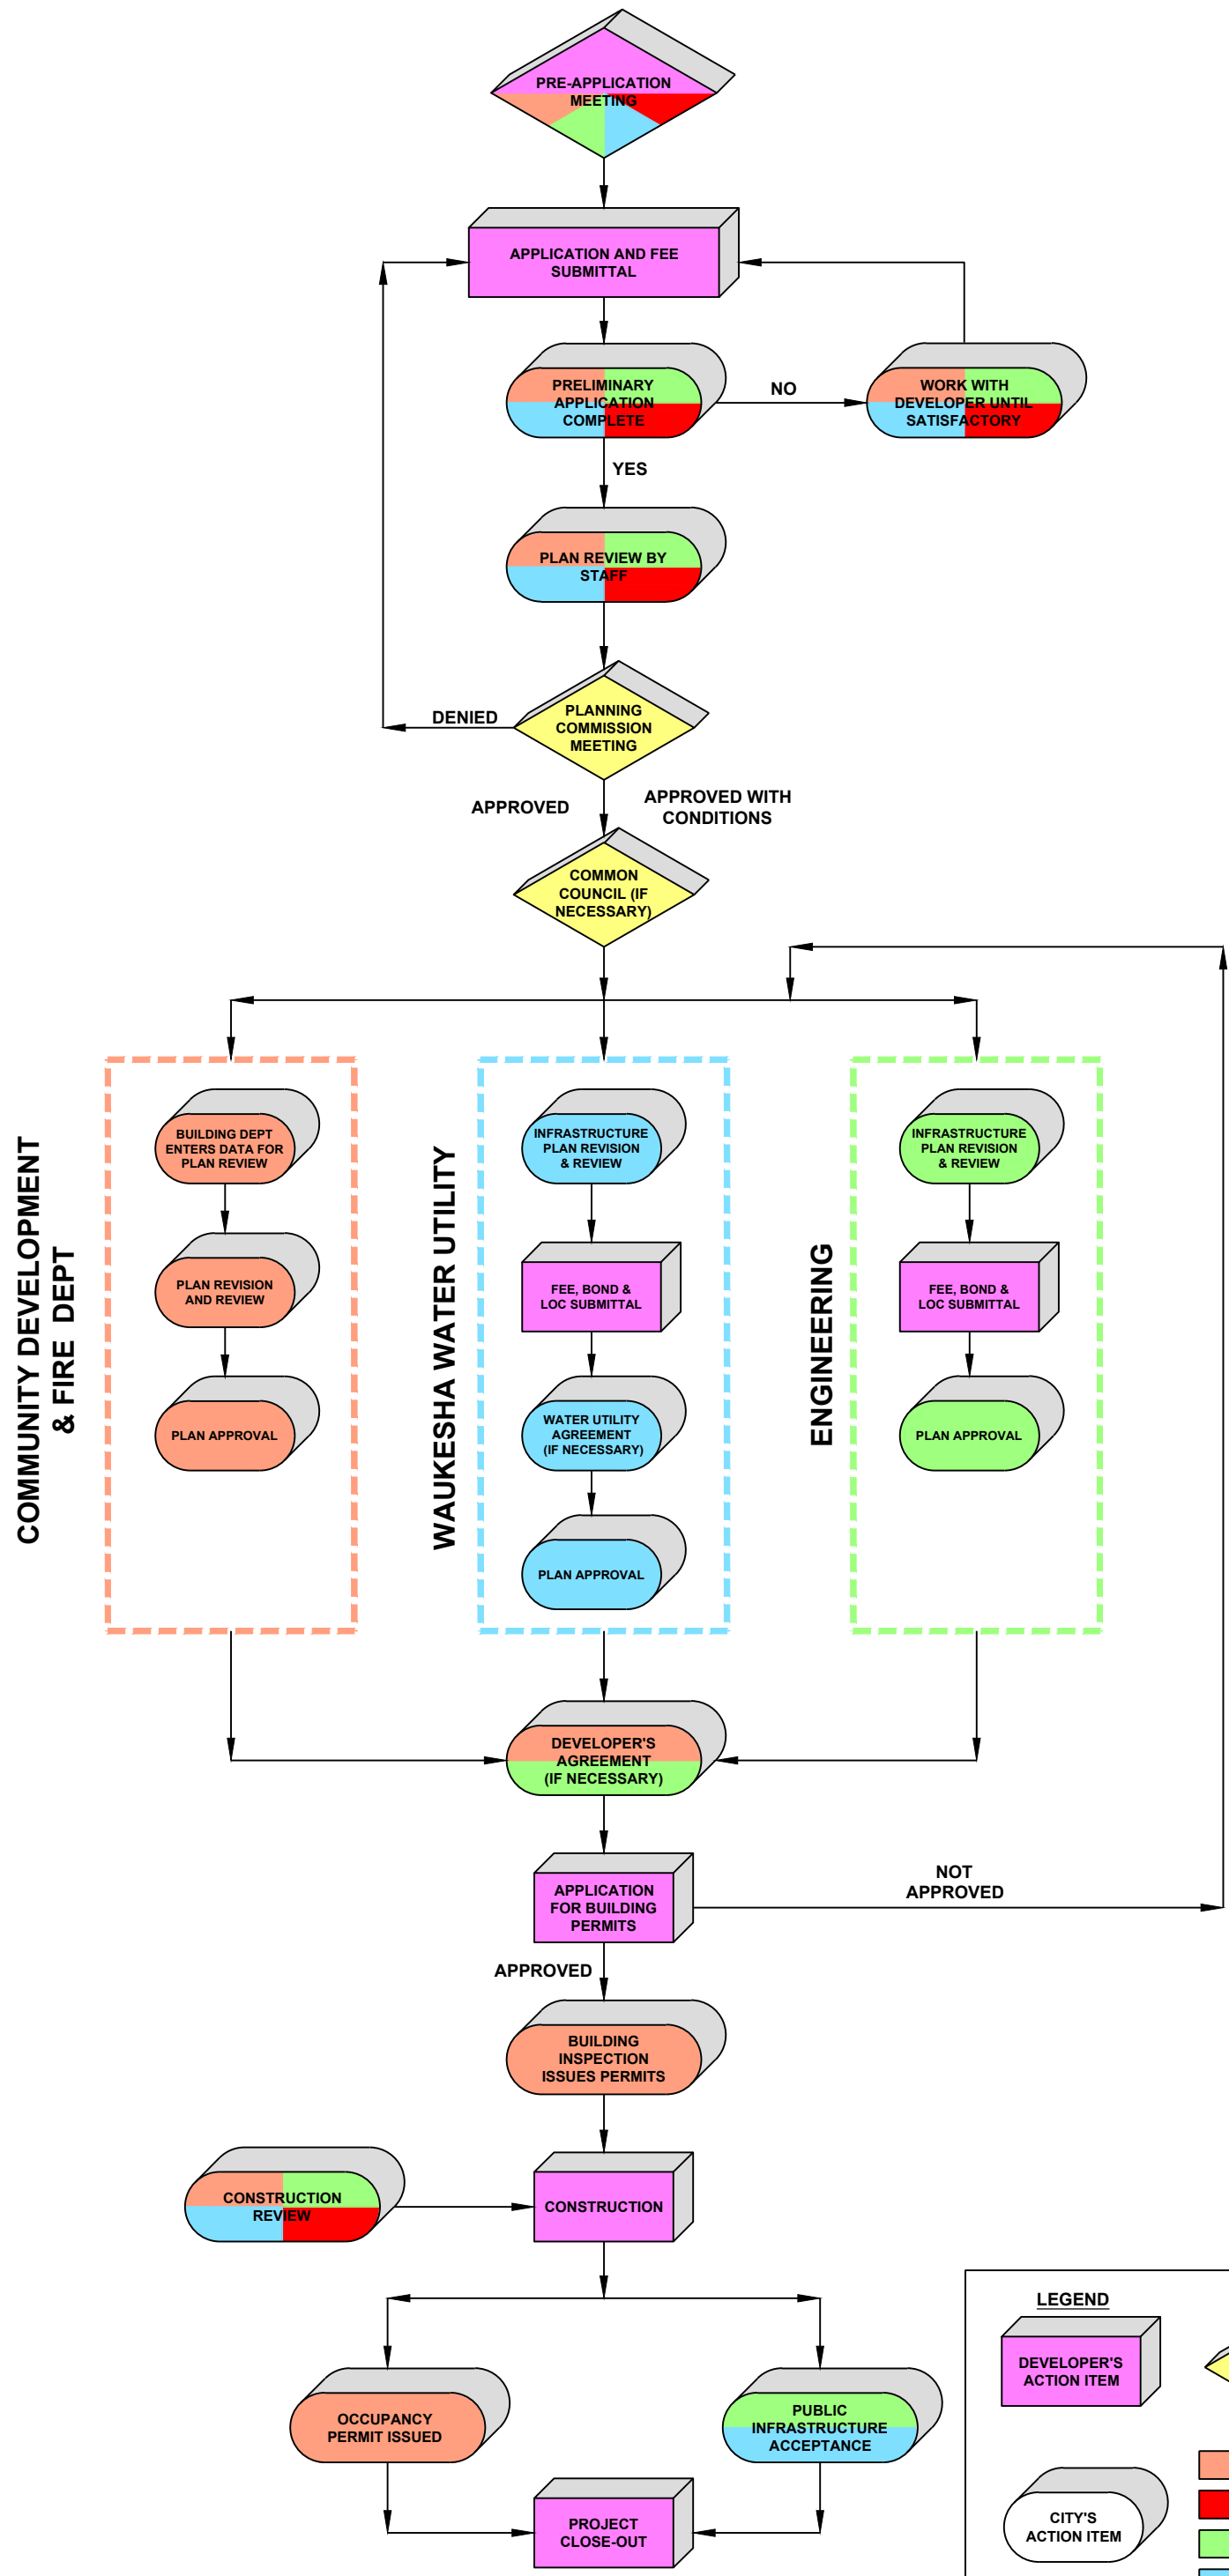 PRE-APPLICATION
MEETING
APPLICATION AND FEE
SUBMITTAL
PRELIMINARY
APPLICATION
COMPLETE
NO
WORK WITH
DEVELOPER UNTIL
SATISFACTORY
YES
PLAN REVIEW BY
STAFF
DENIED
PLANNING
COMMISSION
MEETING
APPROVED
APPROVED WITH
CONDITIONS
COMMON
COUNCIL (IF
NECESSARY)
COMMUNITY DEVELOPMENT
& FIRE DEPT
BUILDING DEPT
ENTERS DATA FOR
PLAN REVIEW
PLAN REVISION
AND REVIEW
PLAN APPROVAL
WAUKESHA WATER UTILITY
INFRASTRUCTURE
PLAN REVISION
& REVIEW
FEE, BOND &
LOC SUBMITTAL
WATER UTILITY
AGREEMENT
(IF NECESSARY)
PLAN APPROVAL
ENGINEERING
INFRASTRUCTURE
PLAN REVISION
& REVIEW
FEE, BOND &
LOC SUBMITTAL
PLAN APPROVAL
DEVELOPER'S
AGREEMENT
(IF NECESSARY)
APPLICATION
FOR BUILDING
PERMITS
NOT
APPROVED
APPROVED
BUILDING
INSPECTION
ISSUES PERMITS
CONSTRUCTION
REVIEW
CONSTRUCTION
OCCUPANCY
PERMIT ISSUED
PUBLIC
INFRASTRUCTURE
ACCEPTANCE
PROJECT
CLOSE-OUT
LEGEND
DEVELOPER'S
ACTION ITEM
CITY'S
ACTION ITEM